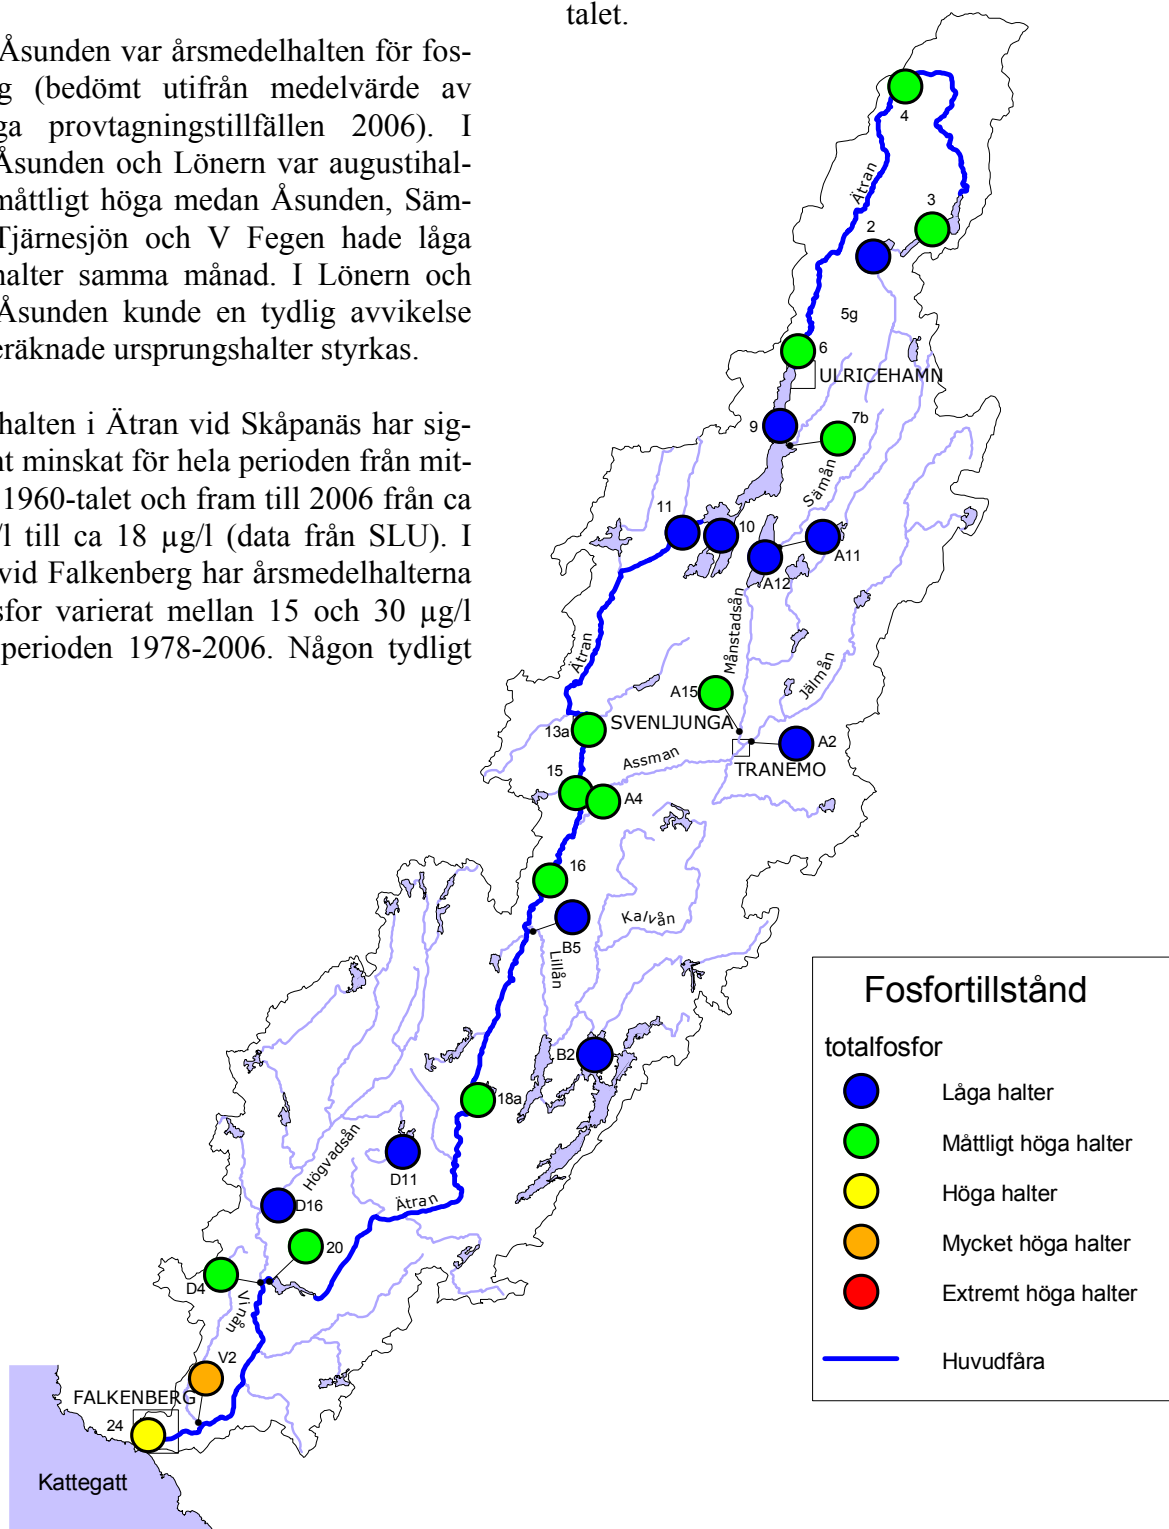 talet.
Åsunden var årsmedelhalten för fos-
g (bedömt utifrån medelvärde av
ga provtagningstillfällen 2006). I
Åsunden och Lönern var augustihal-
måttligt höga medan Åsunden, Säm-
Tjärnesjön och V Fegen hade låga
halter samma månad. I Lönern och
Åsunden kunde en tydlig avvikelse
eräknade ursprungshalter styrkas.
halten i Ätran vid Skåpanäs har sig-
nt minskat för hela perioden från mit-
1960-talet och fram till 2006 från ca
/l till ca 18 µg/l (data från SLU). I
vid Falkenberg har årsmedelhalterna
sfor varierat mellan 15 och 30 µg/l
perioden 1978-2006. Någon tydligt
4
Ätran
3
2
5g
6
ULRICEHAMN
9
7b
Sämån
11
10
A11
A12
Månstadsån
Ätran
Jälmån
A15
SVENLJUNGA
13a
A2
TRANEMO
Assman
15
A4
16
Kalvån
B5
Lillån
B2
18a
Högvadsån
D11
Ätran
D16
20
D4
Vinån
V2
FALKENBERG
24
Kattegatt
Fosfortillstånd
totalfosfor
Låga halter
Måttligt höga halter
Höga halter
Mycket höga halter
Extremt höga halter
Huvudfåra